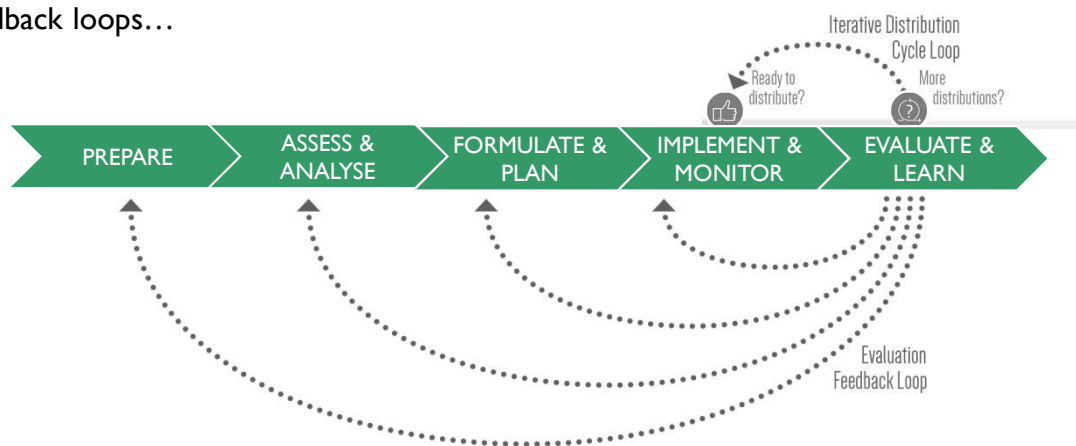 lback loops…
Iterative Distribution
Cycle Loop
Ready to
distribute?
More
distributions?
PREPARE
ASSESS &
ANALYSE
FORMULATE &
PLAN
IMPLEMENT &
MONITOR
EVALUATE &
LEARN
Evaluation
Feedback Loop